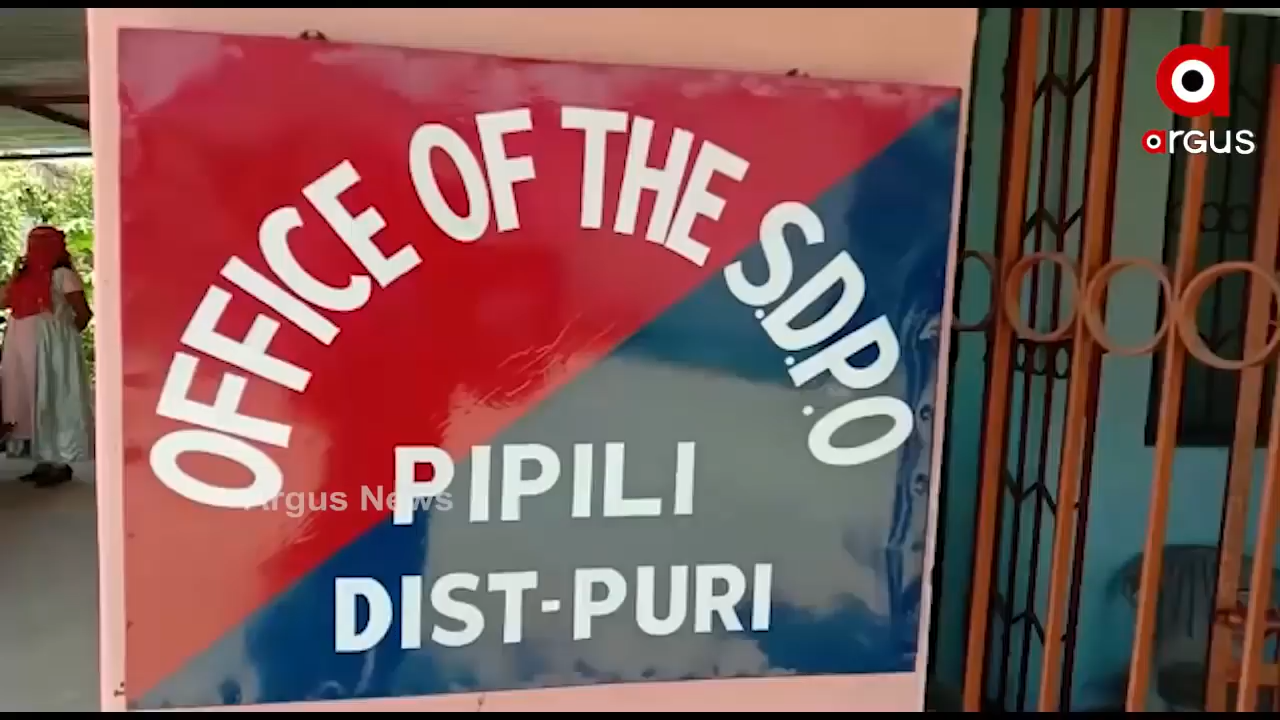 OFFICE OF THE S.D.P.O
PIPILI
DIST-PURI
Argus News
argus